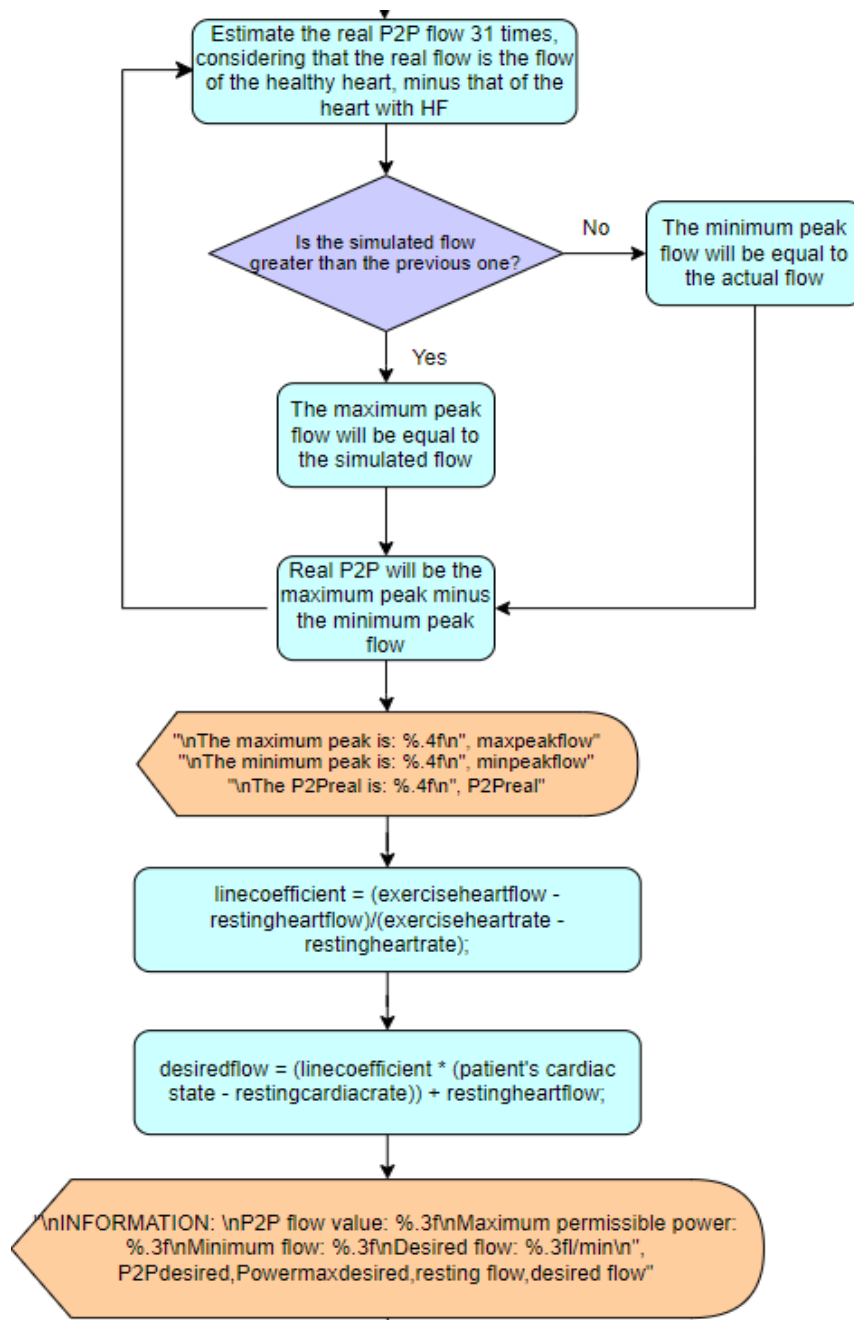 Estimate the real P2P flow 31 times,
considering that the real flow is the flow
of the healthy heart, minus that of the
heart with HF
Is the simulated flow
greater than the previous one?
No
The minimum peak
flow will be equal to
the actual flow
Yes
The maximum peak
flow will be equal to
the simulated flow
Real P2P will be the
maximum peak minus
the minimum peak
flow
"\nThe maximum peak is: %.4f\n", maxpeakflow"
"\nThe minimum peak is: %.4f\n", minpeakflow"
"\nThe P2Preal is: %.4f\n", P2Preal"
linecoefficient = (exerciseheartflow -
restingheartflow)/(exerciseheartrate -
restingheartrate);
desiredflow = (linecoefficient * (patient's cardiac
state - restingcardiacrate)) + restingheartflow;
"\nINFORMATION: \nP2P flow value: %.3f\nMaximum permissible power:
%.3f\nMinimum flow: %.3f\nDesired flow: %.3fl/min\n",
P2Pdesired,Powermaxdesired,resting flow,desired flow"